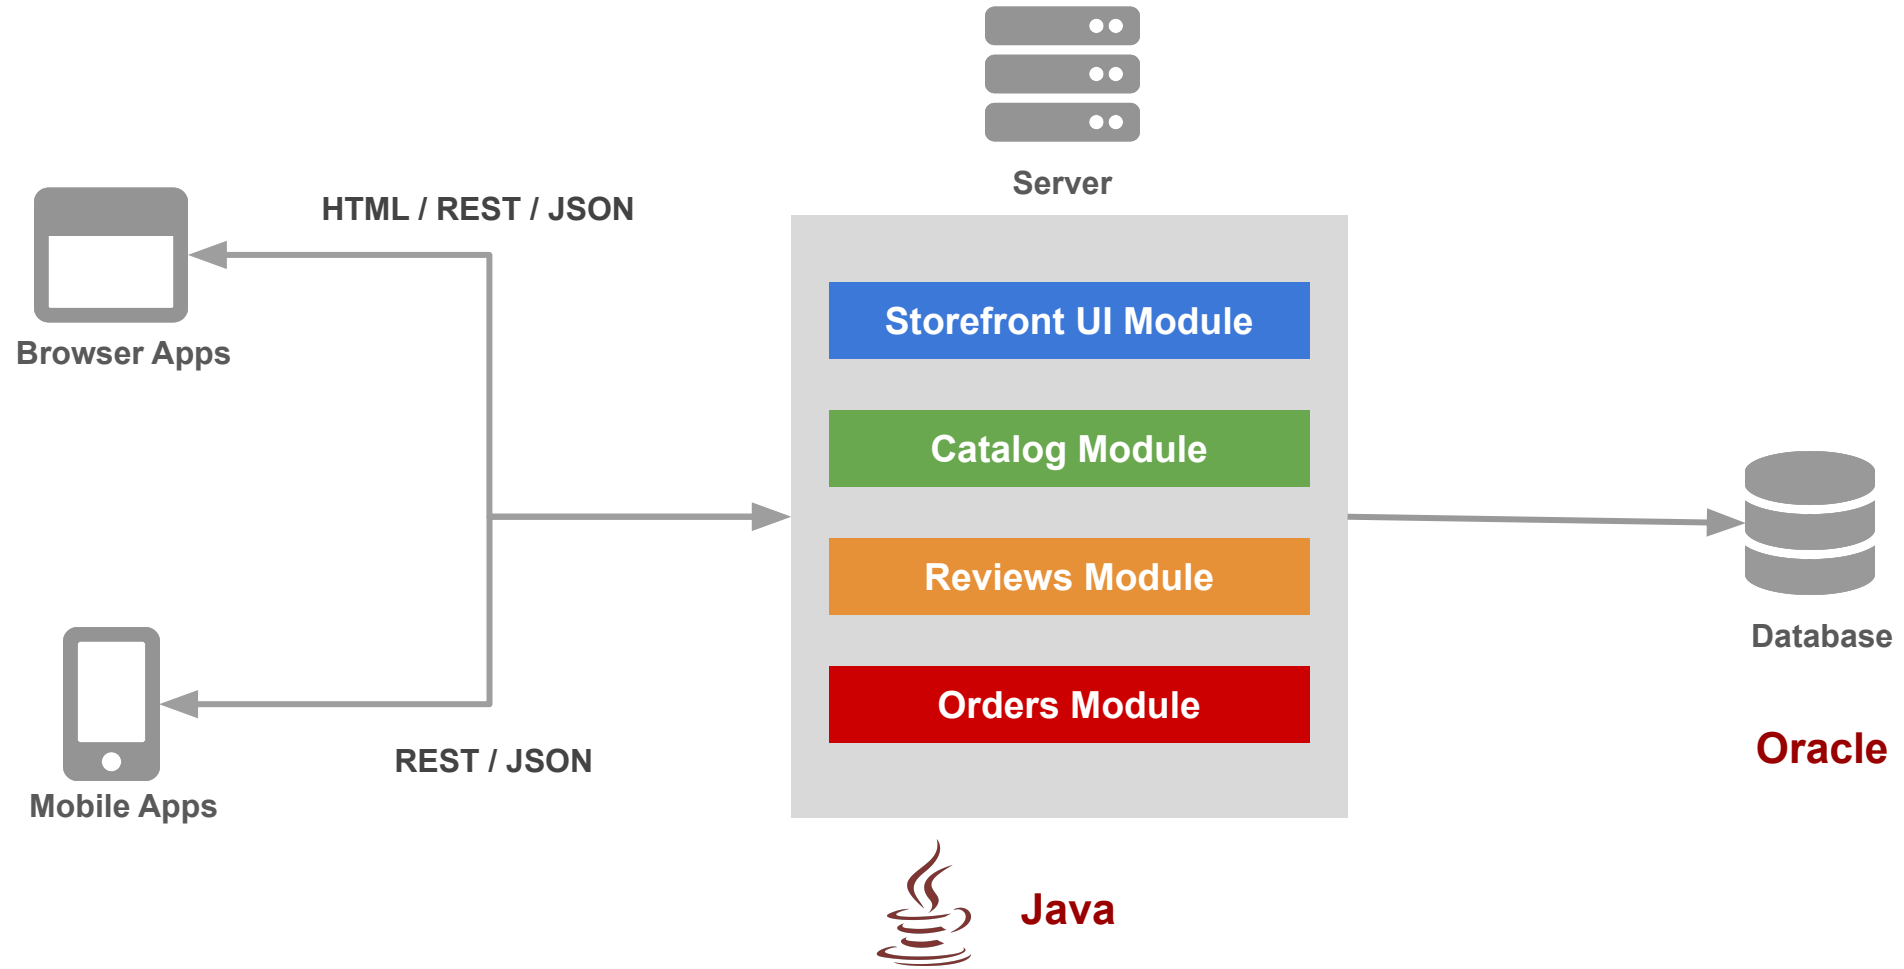 Server
HTML / REST / JSON
Browser Apps
Storefront UI Module
Catalog Module
Reviews Module
Orders Module
Database
Oracle
REST / JSON
Mobile Apps
Java